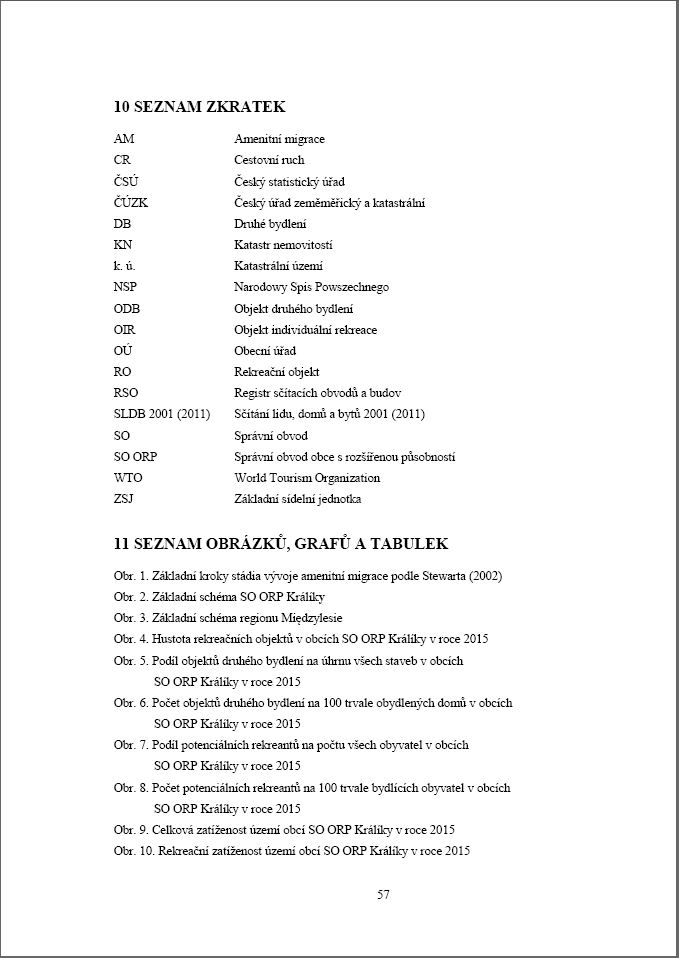 10 SEZNAM ZKRATEK
AM Amenitní migrace
CR Cestovní ruch
ČSÚ Český statistický úřad
ČÚZK Český úřad zeměměřický a katastrální
DB Druhé bydlení
KN Katastr nemovitostí
k. ú. Katastrální území
NSP Narodowy Spis Powszechnego
ODB Objekt druhého bydlení
OIR Objekt individuální rekreace
OÚ Obecní úřad
RO Rekreační objekt
RSO Registr sčítacích obvodů a budov
SLDB 2001 (2011) Sčítání lidu, domů a bytů 2001 (2011)
SO Správní obvod
SO ORP Správní obvod obce s rozšířenou působností
WTO World Tourism Organization
ZSJ Základní sídelní jednotka
11 SEZNAM OBRÁZKŮ, GRAFŮ A TABULEK
Obr. 1. Základní kroky stádia vývoje amenitní migrace podle Stewarta (2002)
Obr. 2. Základní schéma SO ORP Králíky
Obr. 3. Základní schéma regionu Międzylesie
Obr. 4. Hustota rekreačních objektů v obcích SO ORP Králíky v roce 2015
Obr. 5. Podíl objektů druhého bydlení na úhrnu všech staveb v obcích
SO ORP Králíky v roce 2015
Obr. 6. Počet objektů druhého bydlení na 100 trvale obydlených domů v obcích
SO ORP Králíky v roce 2015
Obr. 7. Podíl potenciálních rekreantů na počtu všech obyvatel v obcích
SO ORP Králíky v roce 2015
Obr. 8. Počet potenciálních rekreantů na 100 trvale bydlících obyvatel v obcích
SO ORP Králíky v roce 2015
Obr. 9. Celková zatíženost území obcí SO ORP Králíky v roce 2015
Obr. 10. Rekreační zatíženost území obcí SO ORP Králíky v roce 2015
57